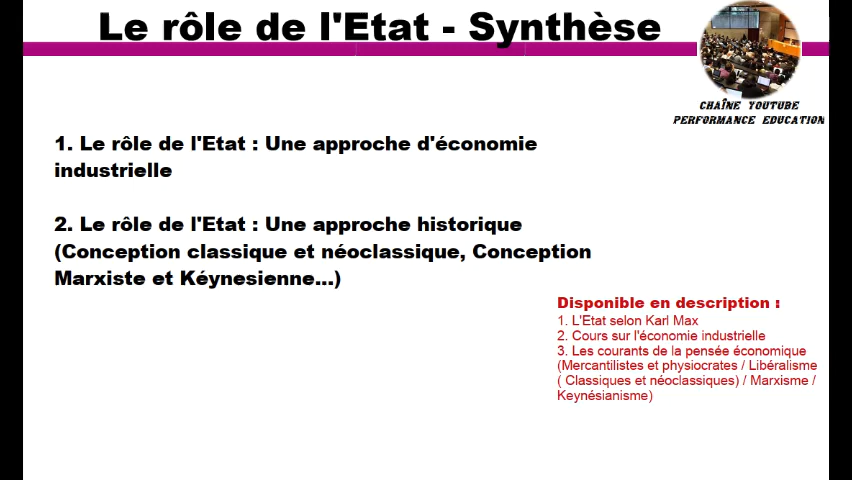 Le rôle de l'Etat - Synthèse
CHAÎNE YOUTUBE
PERFORMANCE EDUCATION
1. Le rôle de l'Etat : Une approche d'économie
industrielle
2. Le rôle de l'Etat : Une approche historique
(Conception classique et néoclassique, Conception
Marxiste et Kéynesienne...)
Disponible en description :
1. L'Etat selon Karl Max
2. Cours sur l'économie industrielle
3. Les courants de la pensée économique
(Mercantilistes et physiocrates / Libéralisme
( Classiques et néoclassiques) / Marxisme /
Keynésianisme)